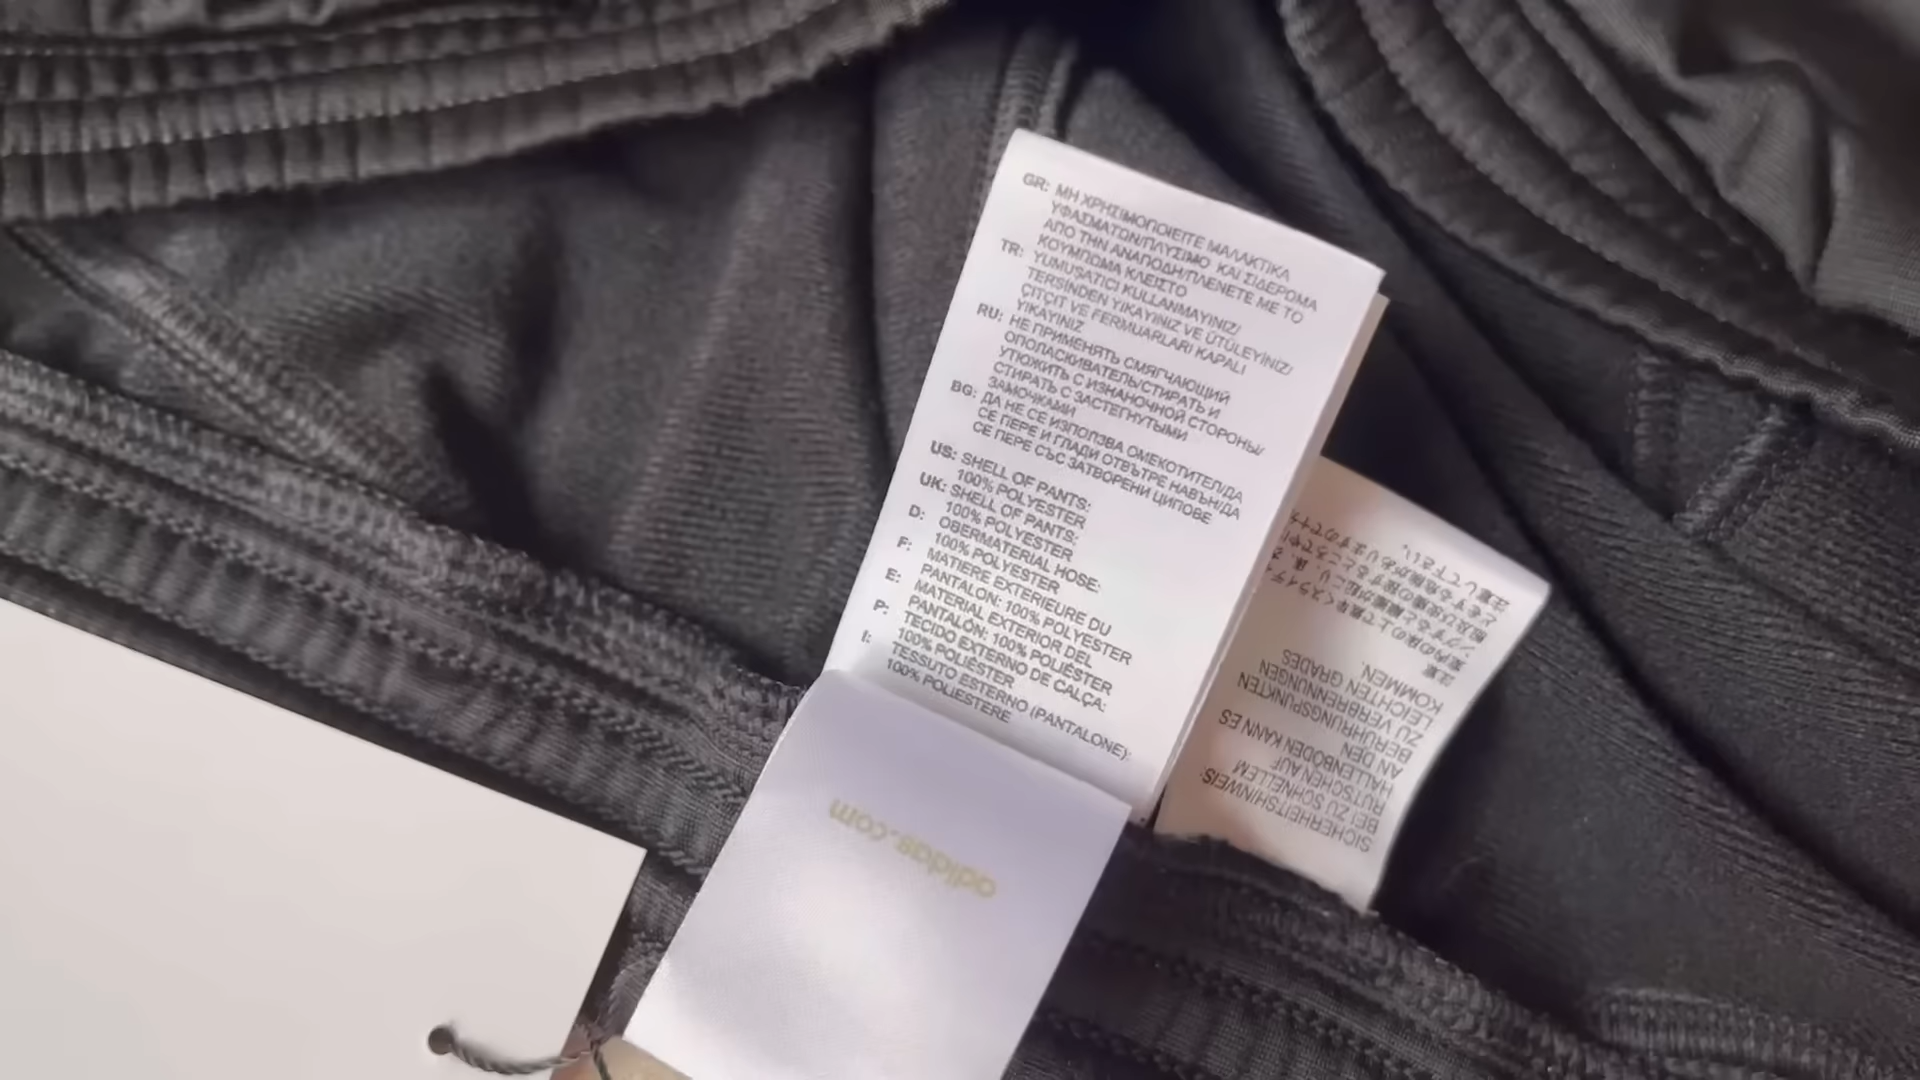 GR: ΜΗ ΧΡΗΣΙΜΟΠΟΙΕΙΤΕ ΜΑΛΑΚΤΙΚΑ
ΥΦΑΣΜΑΤΩΝ/ΠΛΥΣΙΜΟ ΚΑΙ ΣΙΔΕΡΩΜΑ
ΑΠΟ ΤΗΝ ΑΝΑΠΟΔΗ/ΠΛΕΝΕΤΕ ΜΕ ΤΟ
ΚΟΥΜΠΩΜΑ ΚΛΕΙΣΤΟ
TR: YUMUŞATICI KULLANMAYINIZ/
TERSİNDEN YIKAYINIZ VE ÜTÜLEYİNİZ/
ÇITÇIT VE FERMUARLARI KAPALI
YIKAYINIZ
RU: НЕ ПРИМЕНЯТЬ СМЯГЧАЮЩИЙ
ОПОЛАСКИВАТЕЛЬ/СТИРАТЬ И
УТЮЖИТЬ С ИЗНАНОЧНОЙ СТОРОНЫ/
СТИРАТЬ С ЗАСТЕГНУТЫМИ
ЗАМОЧКАМИ
BG: ДА НЕ СЕ ИЗПОЛЗВА ОМЕКОТИТЕЛ/ДА
СЕ ПЕРЕ И ГЛАДИ ОТВЪТРЕ НАВЪН/ДА
СЕ ПЕРЕ СЪС ЗАТВОРЕНИ ЦИПОВЕ
US: SHELL OF PANTS:
100% POLYESTER
UK: SHELL OF PANTS:
100% POLYESTER
D: OBERMATERIAL HOSE:
100% POLYESTER
F: MATIERE EXTERIEURE DU
PANTALON: 100% POLYESTER
E: MATERIAL EXTERIOR DEL
PANTALÓN: 100% POLIÉSTER
P: TECIDO EXTERNO DE CALÇA:
100% POLIÉSTER
I: TESSUTO ESTERNO (PANTALONE):
100% POLIESTERE
adidas.com
SICHERHEITSHINWEIS:
BEI ZU SCHNELLEM
RUTSCHEN AUF
HALLENBÖDEN KANN ES
AN DEN
BERÜHRUNGSPUNKTEN
ZU VERBRENNUNGEN
LEICHTEN GRADES
KOMMEN.
注意